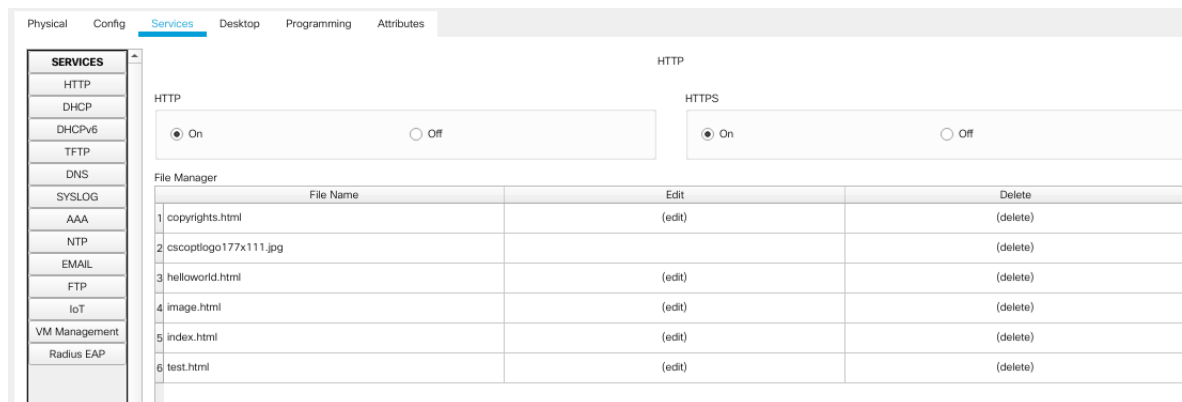 Physical Config Services Desktop Programming Attributes
SERVICES
HTTP
DHCP
DHCPv6
TFTP
DNS
SYSLOG
AAA
NTP
EMAIL
FTP
IoT
VM Management
Radius EAP
HTTP
HTTP
On Off
HTTPS
On Off
File Manager
File Name Edit Delete
1 copyrights.html (edit) (delete)
2 cscoptlogo177x111.jpg (delete)
3 helloworld.html (edit) (delete)
4 image.html (edit) (delete)
5 index.html (edit) (delete)
6 test.html (edit) (delete)